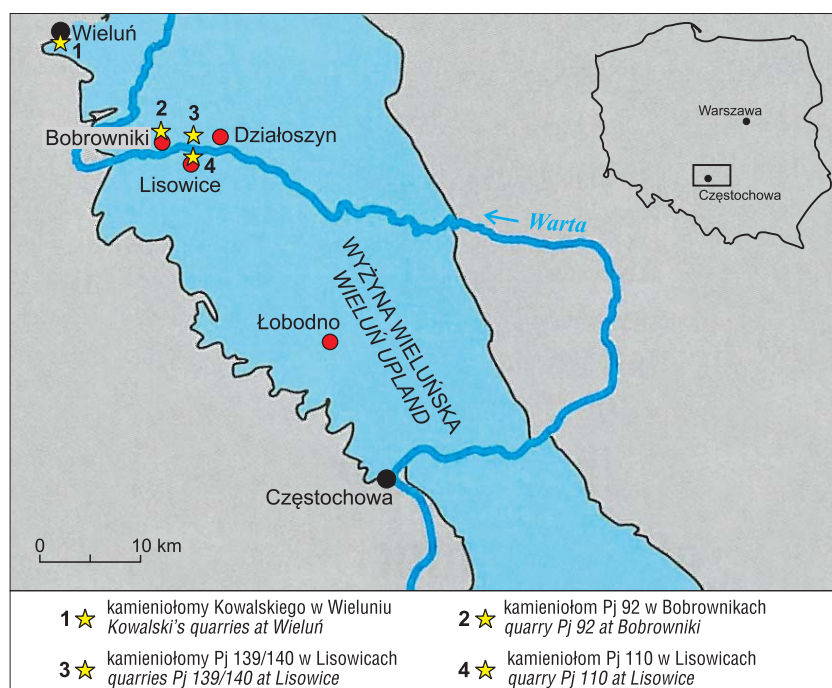 Wieluń
1
2
3
Bobrowniki
Działoszyn
4
Lisowice
Warszawa
Częstochowa
Warta
WYŻYNA WIELUŃSKA
WIELUŃ UPLAND
Łobodno
Częstochowa
0 10 km
1 kamieniołomy Kowalskiego w Wieluniu
Kowalski's quarries at Wieluń
2 kamieniołom Pj 92 w Bobrownikach
quarry Pj 92 at Bobrowniki
3 kamieniołomy Pj 139/140 w Lisowicach
quarries Pj 139/140 at Lisowice
4 kamieniołom Pj 110 w Lisowicach
quarry Pj 110 at Lisowice